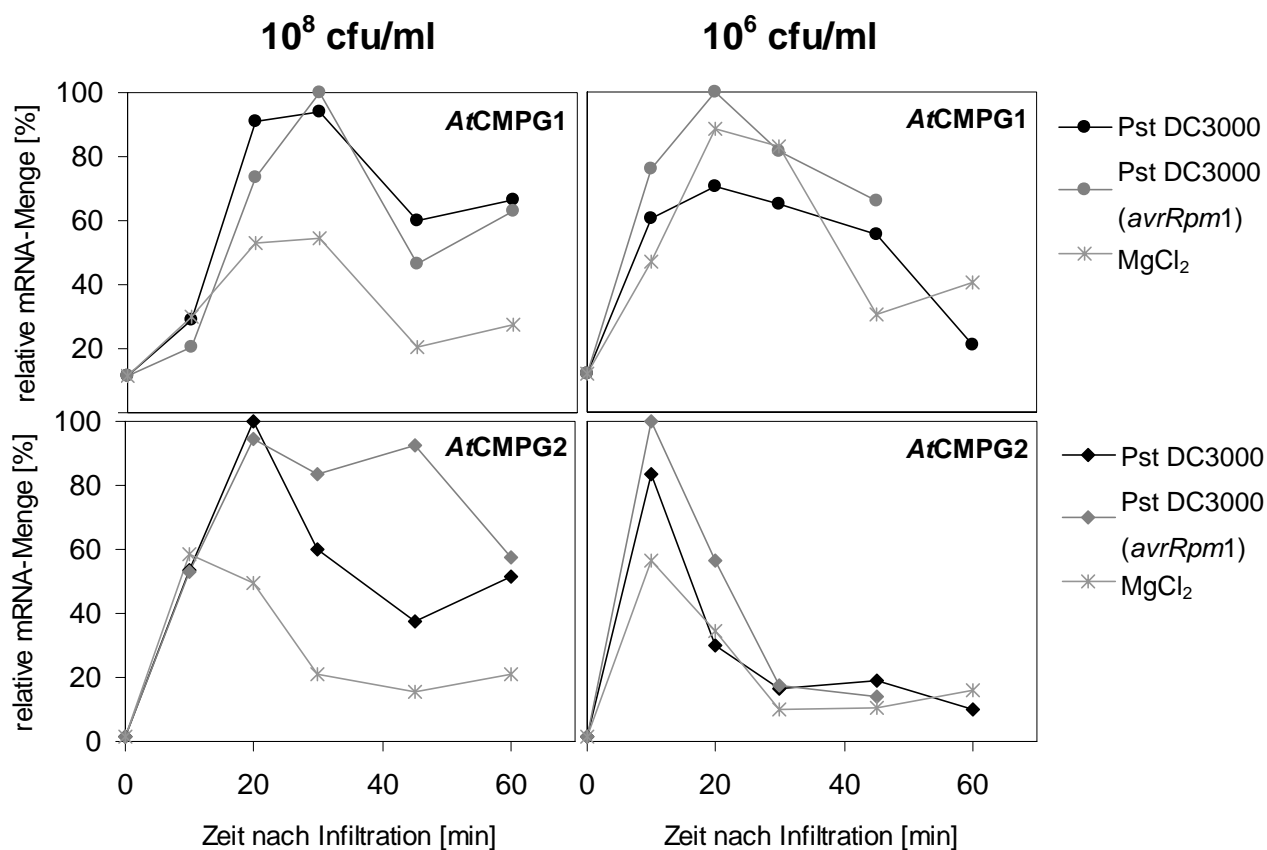 10⁸ cfu/ml
10⁶ cfu/ml
relative mRNA-Menge [%]
100
80
60
40
20
AtCMPG1
AtCMPG1
Pst DC3000
Pst DC3000
(avrRpm1)
MgCl₂
relative mRNA-Menge [%]
100
80
60
40
20
0
AtCMPG2
AtCMPG2
Pst DC3000
Pst DC3000
(avrRpm1)
MgCl₂
0 20 40 60
0 20 40 60
Zeit nach Infiltration [min]
Zeit nach Infiltration [min]